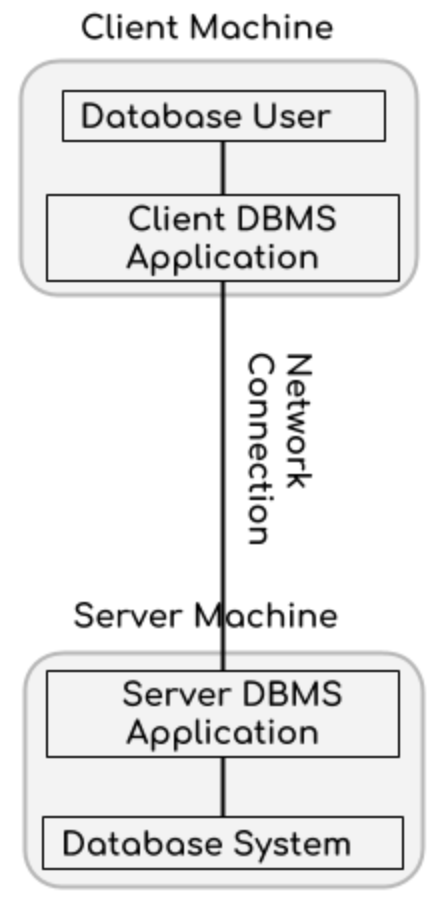 Client Machine
Database User
Client DBMS
Application
Network
Connection
Server Machine
Server DBMS
Application
Database System